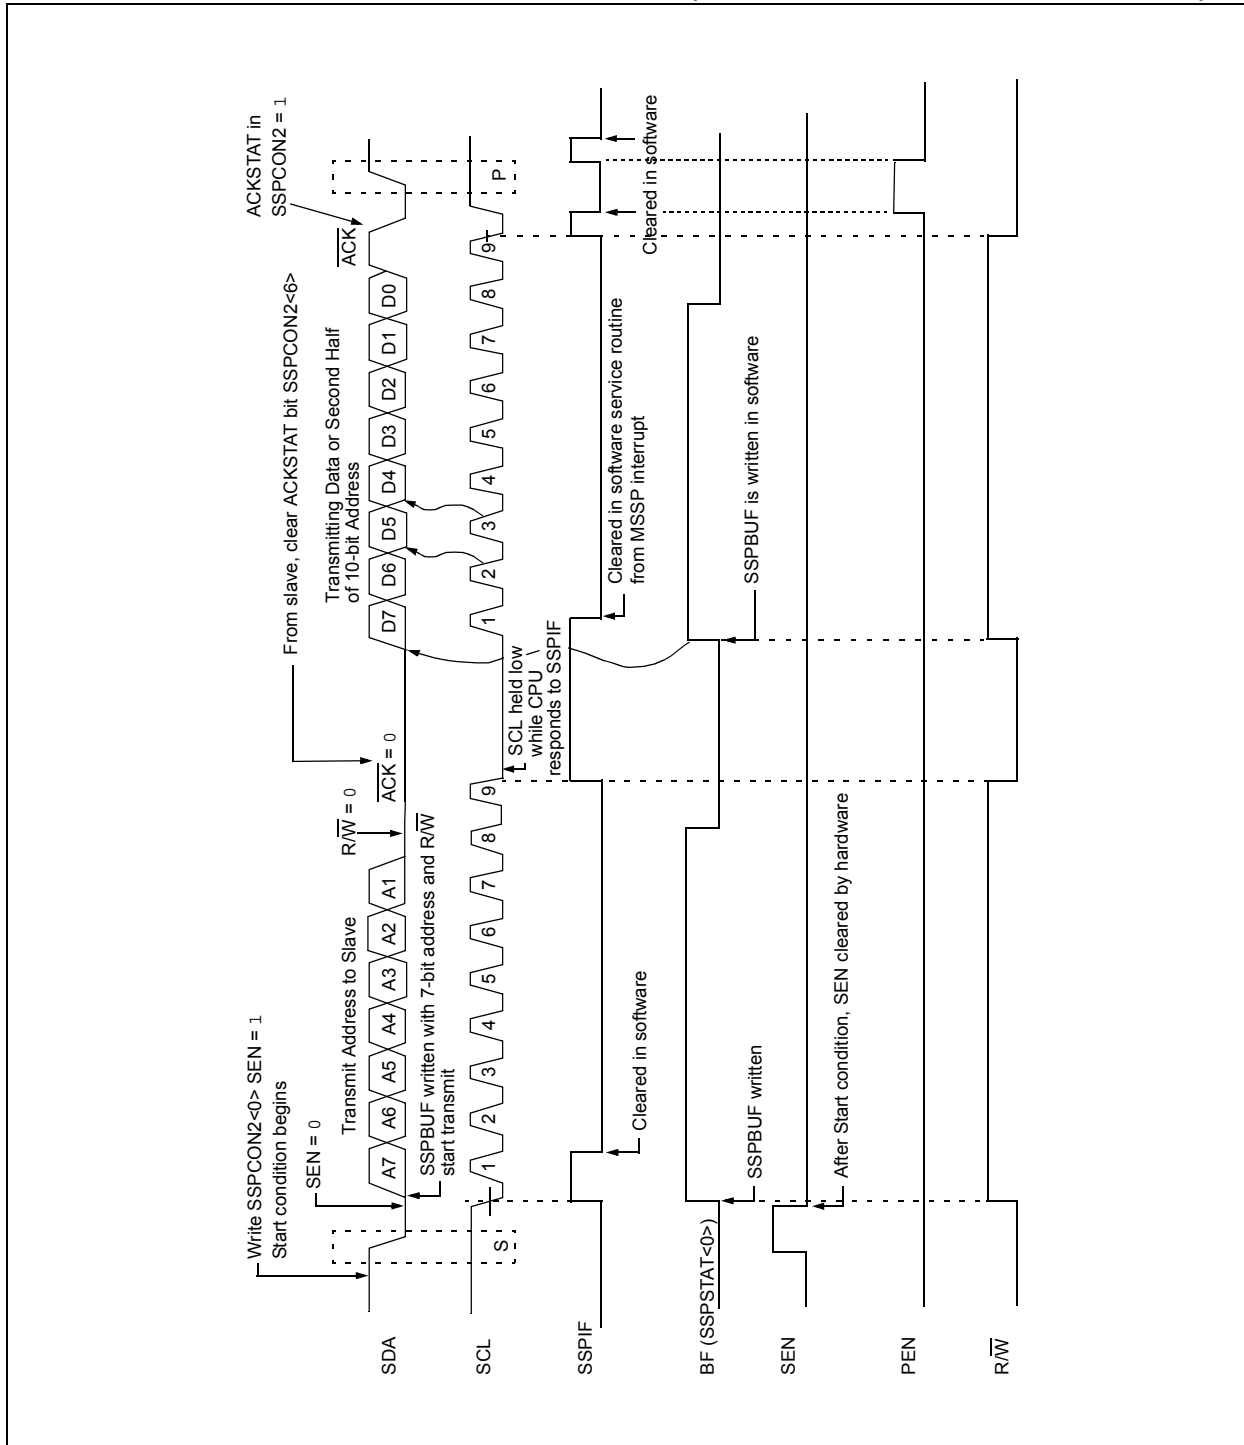 Write SSPCON2<0> SEN = 1
Start condition begins
SEN = 0
Transmit Address to Slave
R/W = 0
From slave, clear ACKSTAT bit SSPCON2<6>
ACK = 0
Transmitting Data or Second Half
of 10-bit Address
ACKSTAT in
SSPCON2 = 1
ACK
SDA
A7 A6 A5 A4 A3 A2 A1
D7 D6 D5 D4 D3 D2 D1 D0
SSPBUF written with 7-bit address and R/W
start transmit
SCL
S
1 2 3 4 5 6 7 8 9
1 2 3 4 5 6 7 8 9
P
SCL held low
while CPU
responds to SSPIF
SSPIF
Cleared in software
Cleared in software service routine
from MSSP interrupt
Cleared in software
BF (SSPSTAT<0>)
SSPBUF written
SSPBUF is written in software
SEN
After Start condition, SEN cleared by hardware
PEN
R/W